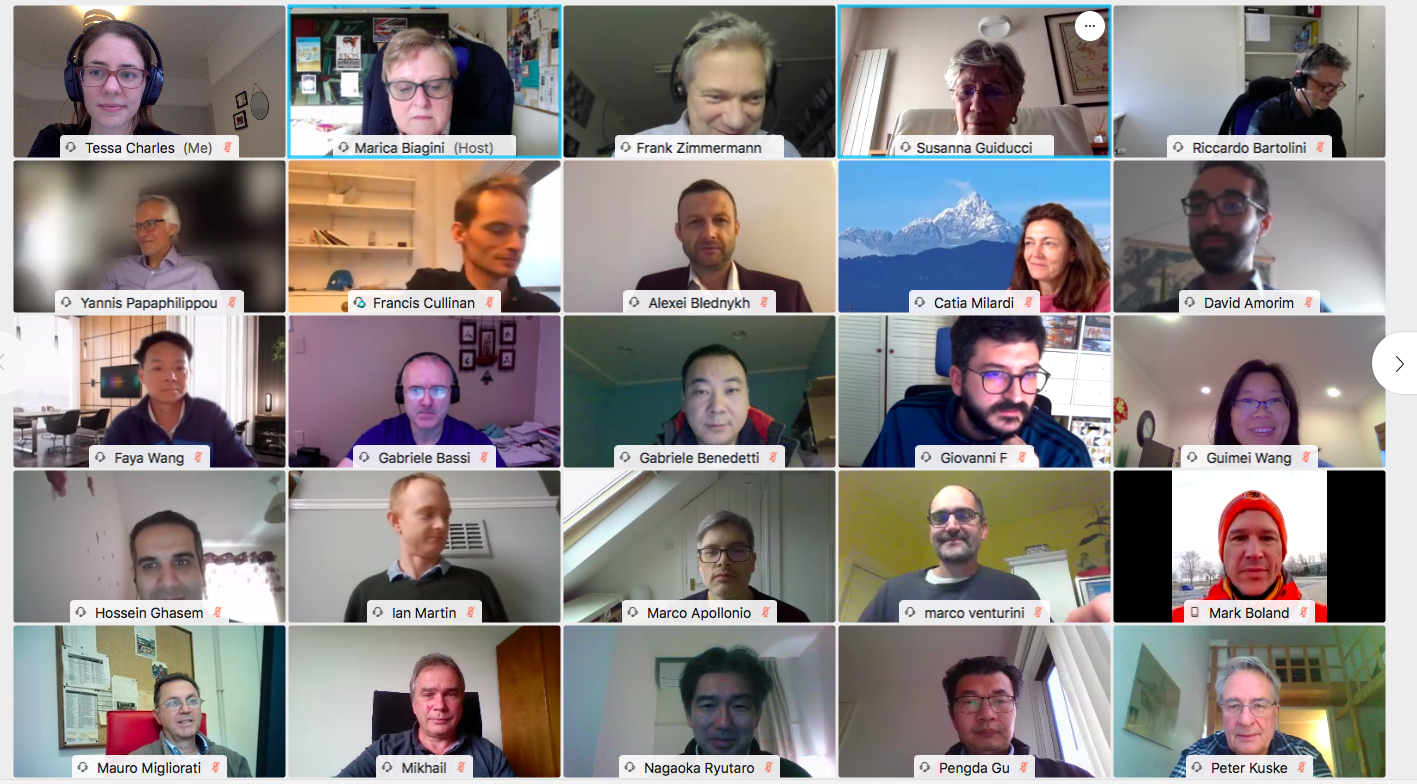 Tessa Charles (Me)
Marica Biagini (Host)
Frank Zimmermann
Susanna Guiducci
Riccardo Bartolini
Yannis Papaphilippou
Francis Cullinan
Alexei Blednykh
Catia Milardi
David Amorim
Faya Wang
Gabriele Bassi
Gabriele Benedetti
Giovanni F
Guimei Wang
Hossein Ghasem
Ian Martin
Marco Apollonio
marco venturini
Mark Boland
Mauro Migliorati
Mikhail
Nagaoka Ryutaro
Pengda Gu
Peter Kuske